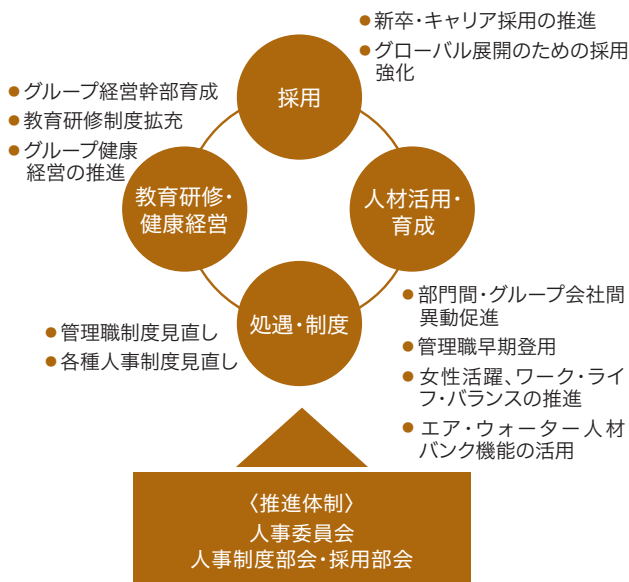 ●新卒・キャリア採用の推進
●グローバル展開のための採用
強化
採用
●グループ経営幹部育成
●教育研修制度拡充
●グループ健康
経営の推進
教育研修・
健康経営
人材活用・
育成
●部門間・グループ会社間
異動促進
●管理職早期登用
●女性活躍、ワーク・ライ
フ・バランスの推進
●エア・ウォーター人材
バンク機能の活用
処遇・制度
●管理職制度見直し
●各種人事制度見直し
〈推進体制〉
人事委員会
人事制度部会・採用部会